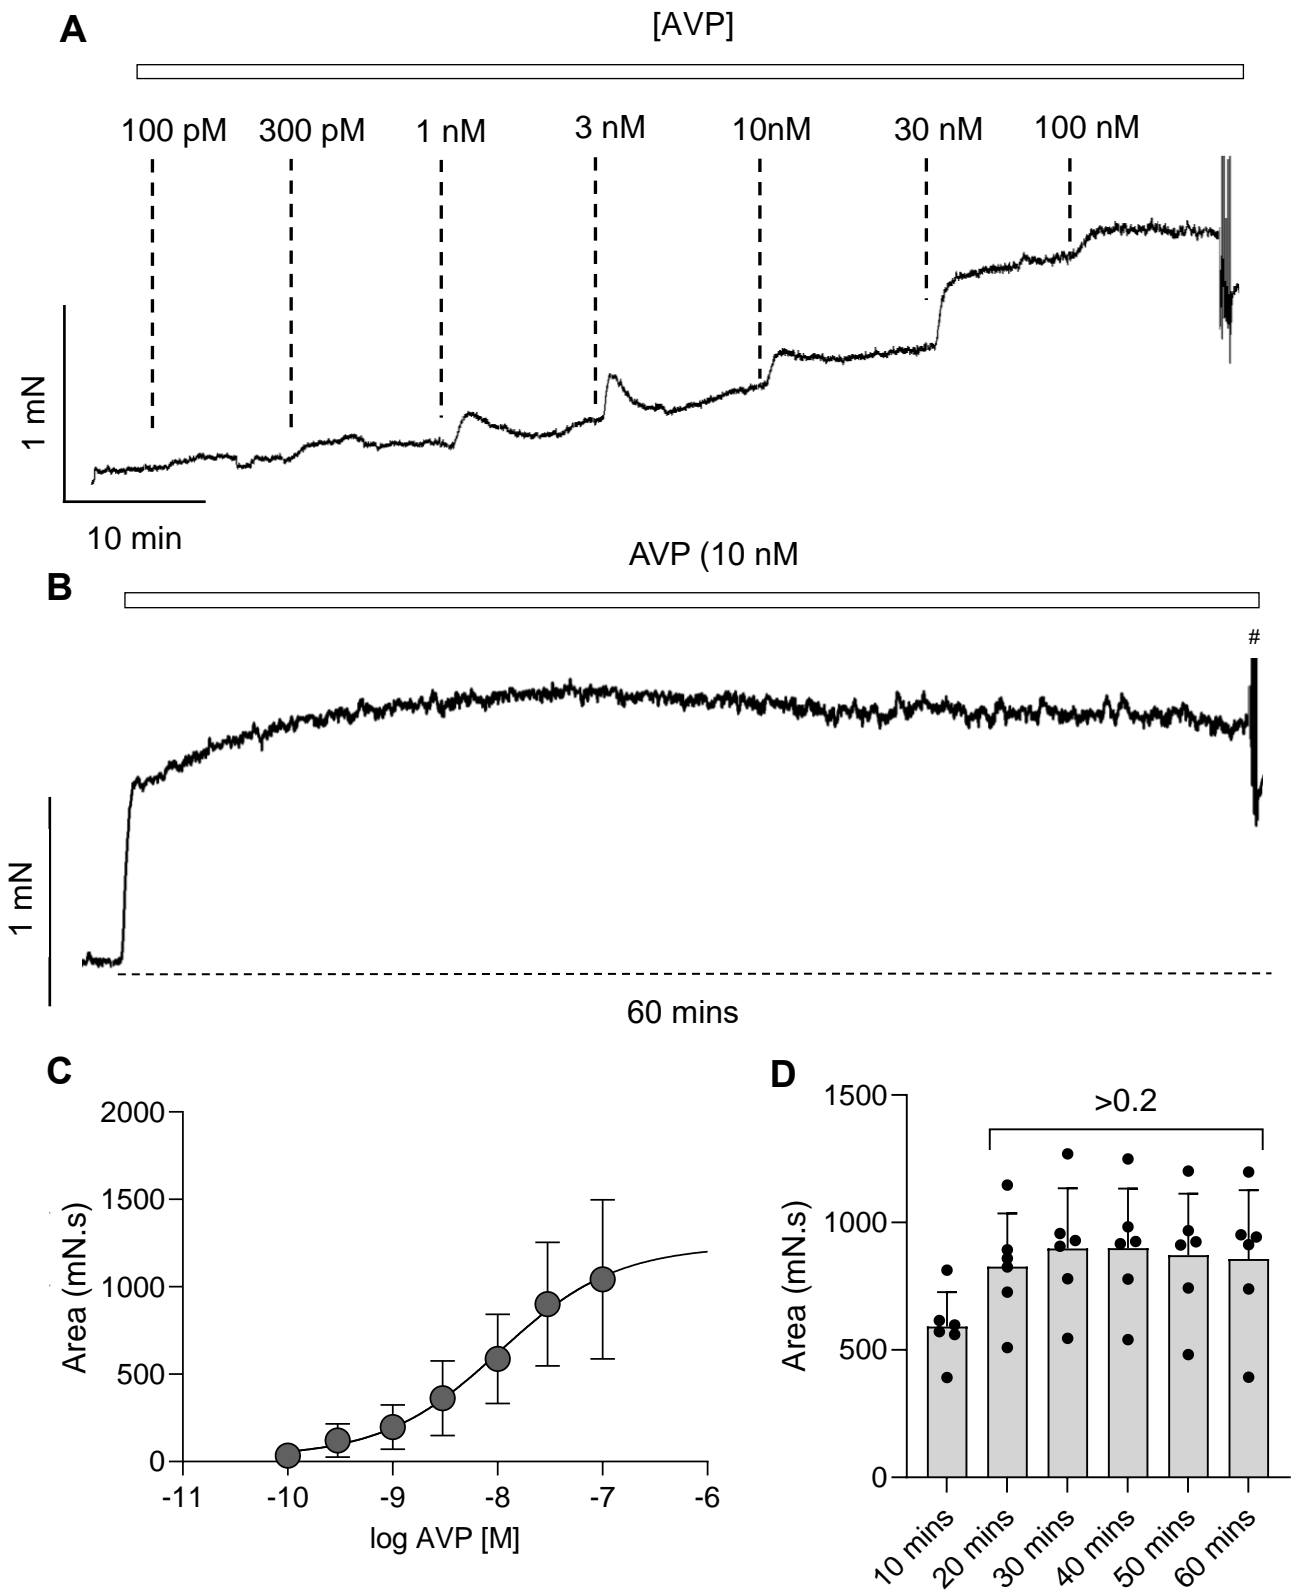 A
[AVP]
100 pM 300 pM 1 nM 3 nM 10nM 30 nM 100 nM
1 mN
10 min
AVP (10 nM
B
#
1 mN
60 mins
C
2000
1500
1000
500
0
Area (mN.s)
-11 -10 -9 -8 -7 -6
log AVP [M]
D
>0.2
1500
1000
500
0
Area (mN.s)
10 mins
20 mins
30 mins
40 mins
50 mins
60 mins